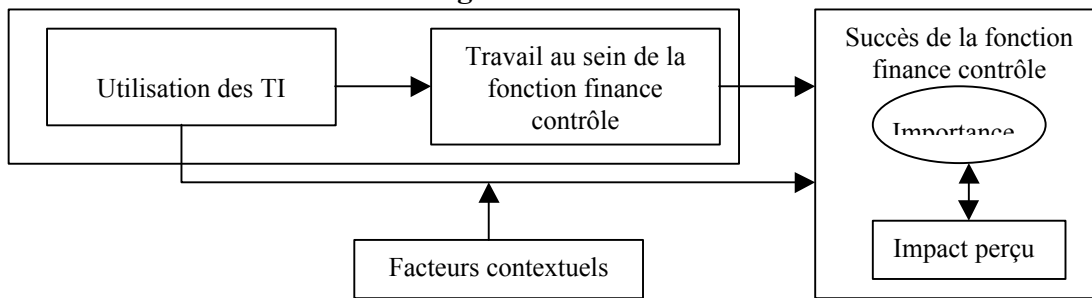 Utilisation des TI
Travail au sein de la
fonction finance
contrôle
Succès de la fonction
finance contrôle
Importance
Impact perçu
Facteurs contextuels